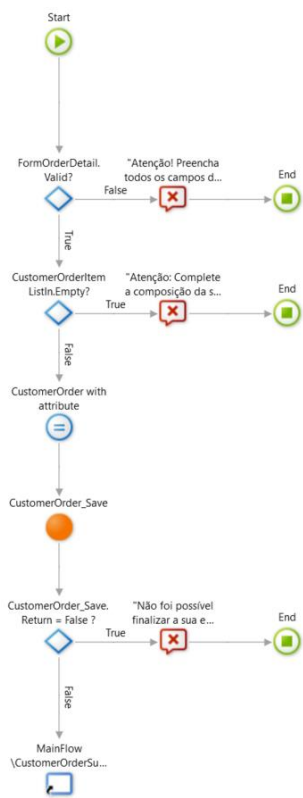 Start
FormOrderDetail.
Valid?
"Atenção! Preencha
todos os campos d...
End
False
True
CustomerOrderItem
ListIn.Empty?
"Atenção: Complete
a composição da s...
End
True
False
CustomerOrder with
attribute
CustomerOrder_Save
CustomerOrder_Save.
Return = False ?
"Não foi possível
finalizar a sua e...
End
True
False
MainFlow
\CustomerOrderSu...